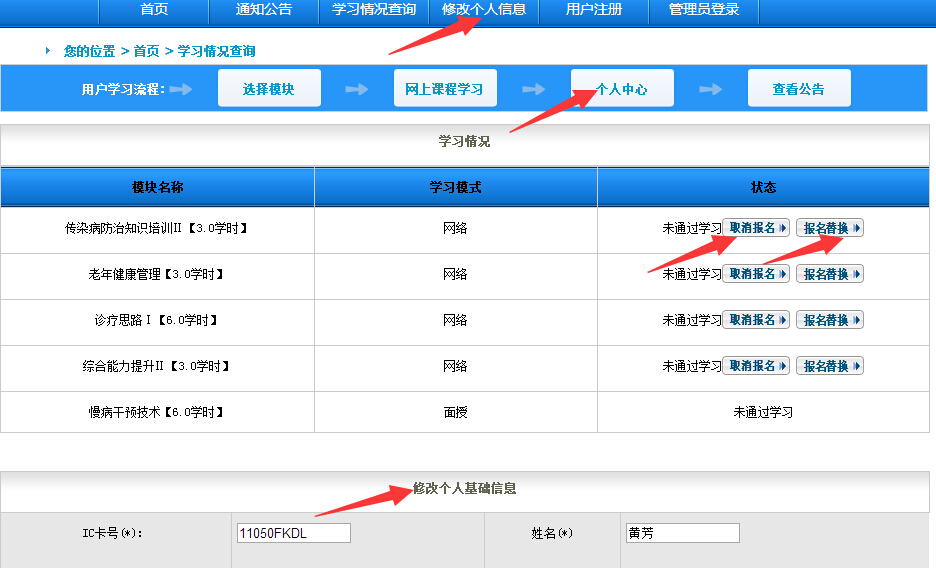 首页 通知公告 学习情况查询 修改个人信息 用户注册 管理员登录
您的位置 > 首页 > 学习情况查询
用户学习流程: 选择模块 网上课程学习 个人中心 查看公告
学习情况
模块名称 学习模式 状态
传染病防治知识培训II【3.0学时】 网络 未通过学习 取消报名 报名替换
老年健康管理【3.0学时】 网络 未通过学习 取消报名 报名替换
诊疗思路Ⅰ【6.0学时】 网络 未通过学习 取消报名 报名替换
综合能力提升II【3.0学时】 网络 未通过学习 取消报名 报名替换
慢病干预技术【6.0学时】 面授 未通过学习
修改个人基础信息
IC卡号(*): 11050FKDL 姓名(*) 黄芳